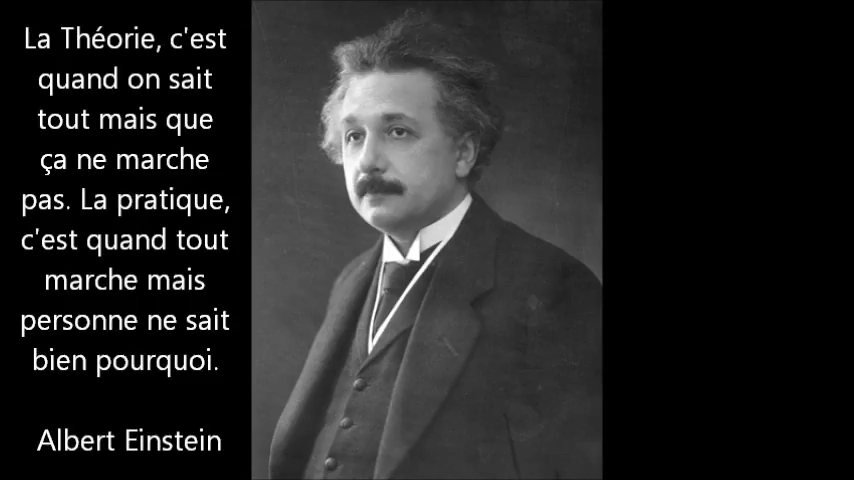 La Théorie, c'est
quand on sait
tout mais que
ça ne marche
pas. La pratique,
c'est quand tout
marche mais
personne ne sait
bien pourquoi.
Albert Einstein